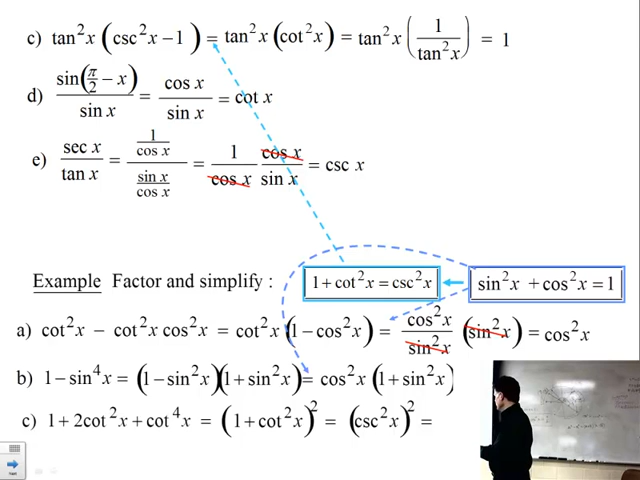 c) tan²x (csc²x − 1) = tan²x (cot²x) = tan²x (1/tan²x) = 1
d) sin(π/2 − x)/sin x = cos x/sin x = cot x
e) sec x/tan x = (1/cos x)/(sin x/cos x) = 1/cos x cos x/sin x = csc x
Example Factor and simplify :
1 + cot²x = csc²x
sin²x + cos²x = 1
a) cot²x − cot²x cos²x = cot²x (1 − cos²x) = cos²x/sin²x (sin²x) = cos²x
b) 1 − sin⁴x = (1 − sin²x)(1 + sin²x) = cos²x (1 + sin²x)
c) 1 + 2cot²x + cot⁴x = (1 + cot²x)² = (csc²x)² =